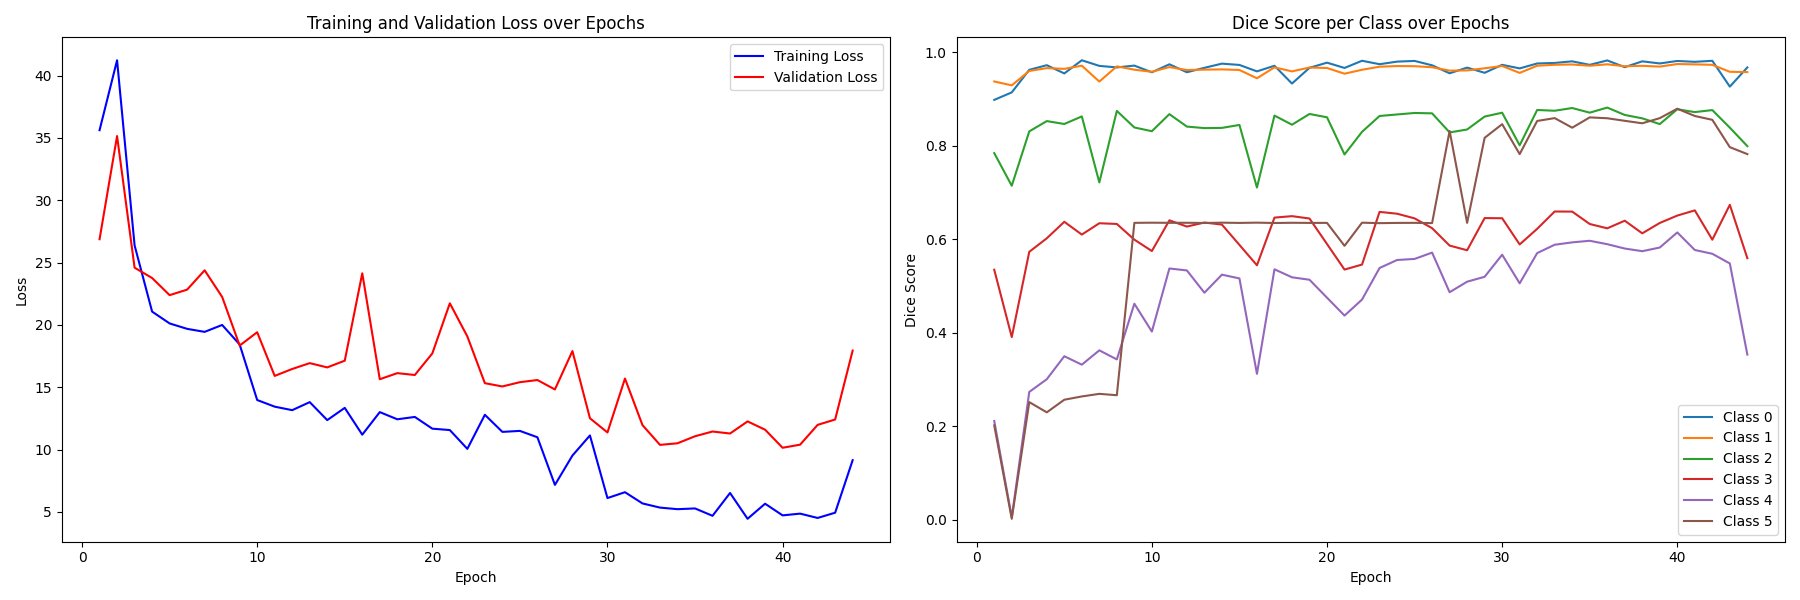 Training and Validation Loss over Epochs
Training Loss
Validation Loss
Loss
40
35
30
25
20
15
10
5
0
10
20
30
40
Epoch
Dice Score per Class over Epochs
Dice Score
1.0
0.8
0.6
0.4
0.2
0.0
Class 0
Class 1
Class 2
Class 3
Class 4
Class 5
0
10
20
30
40
Epoch